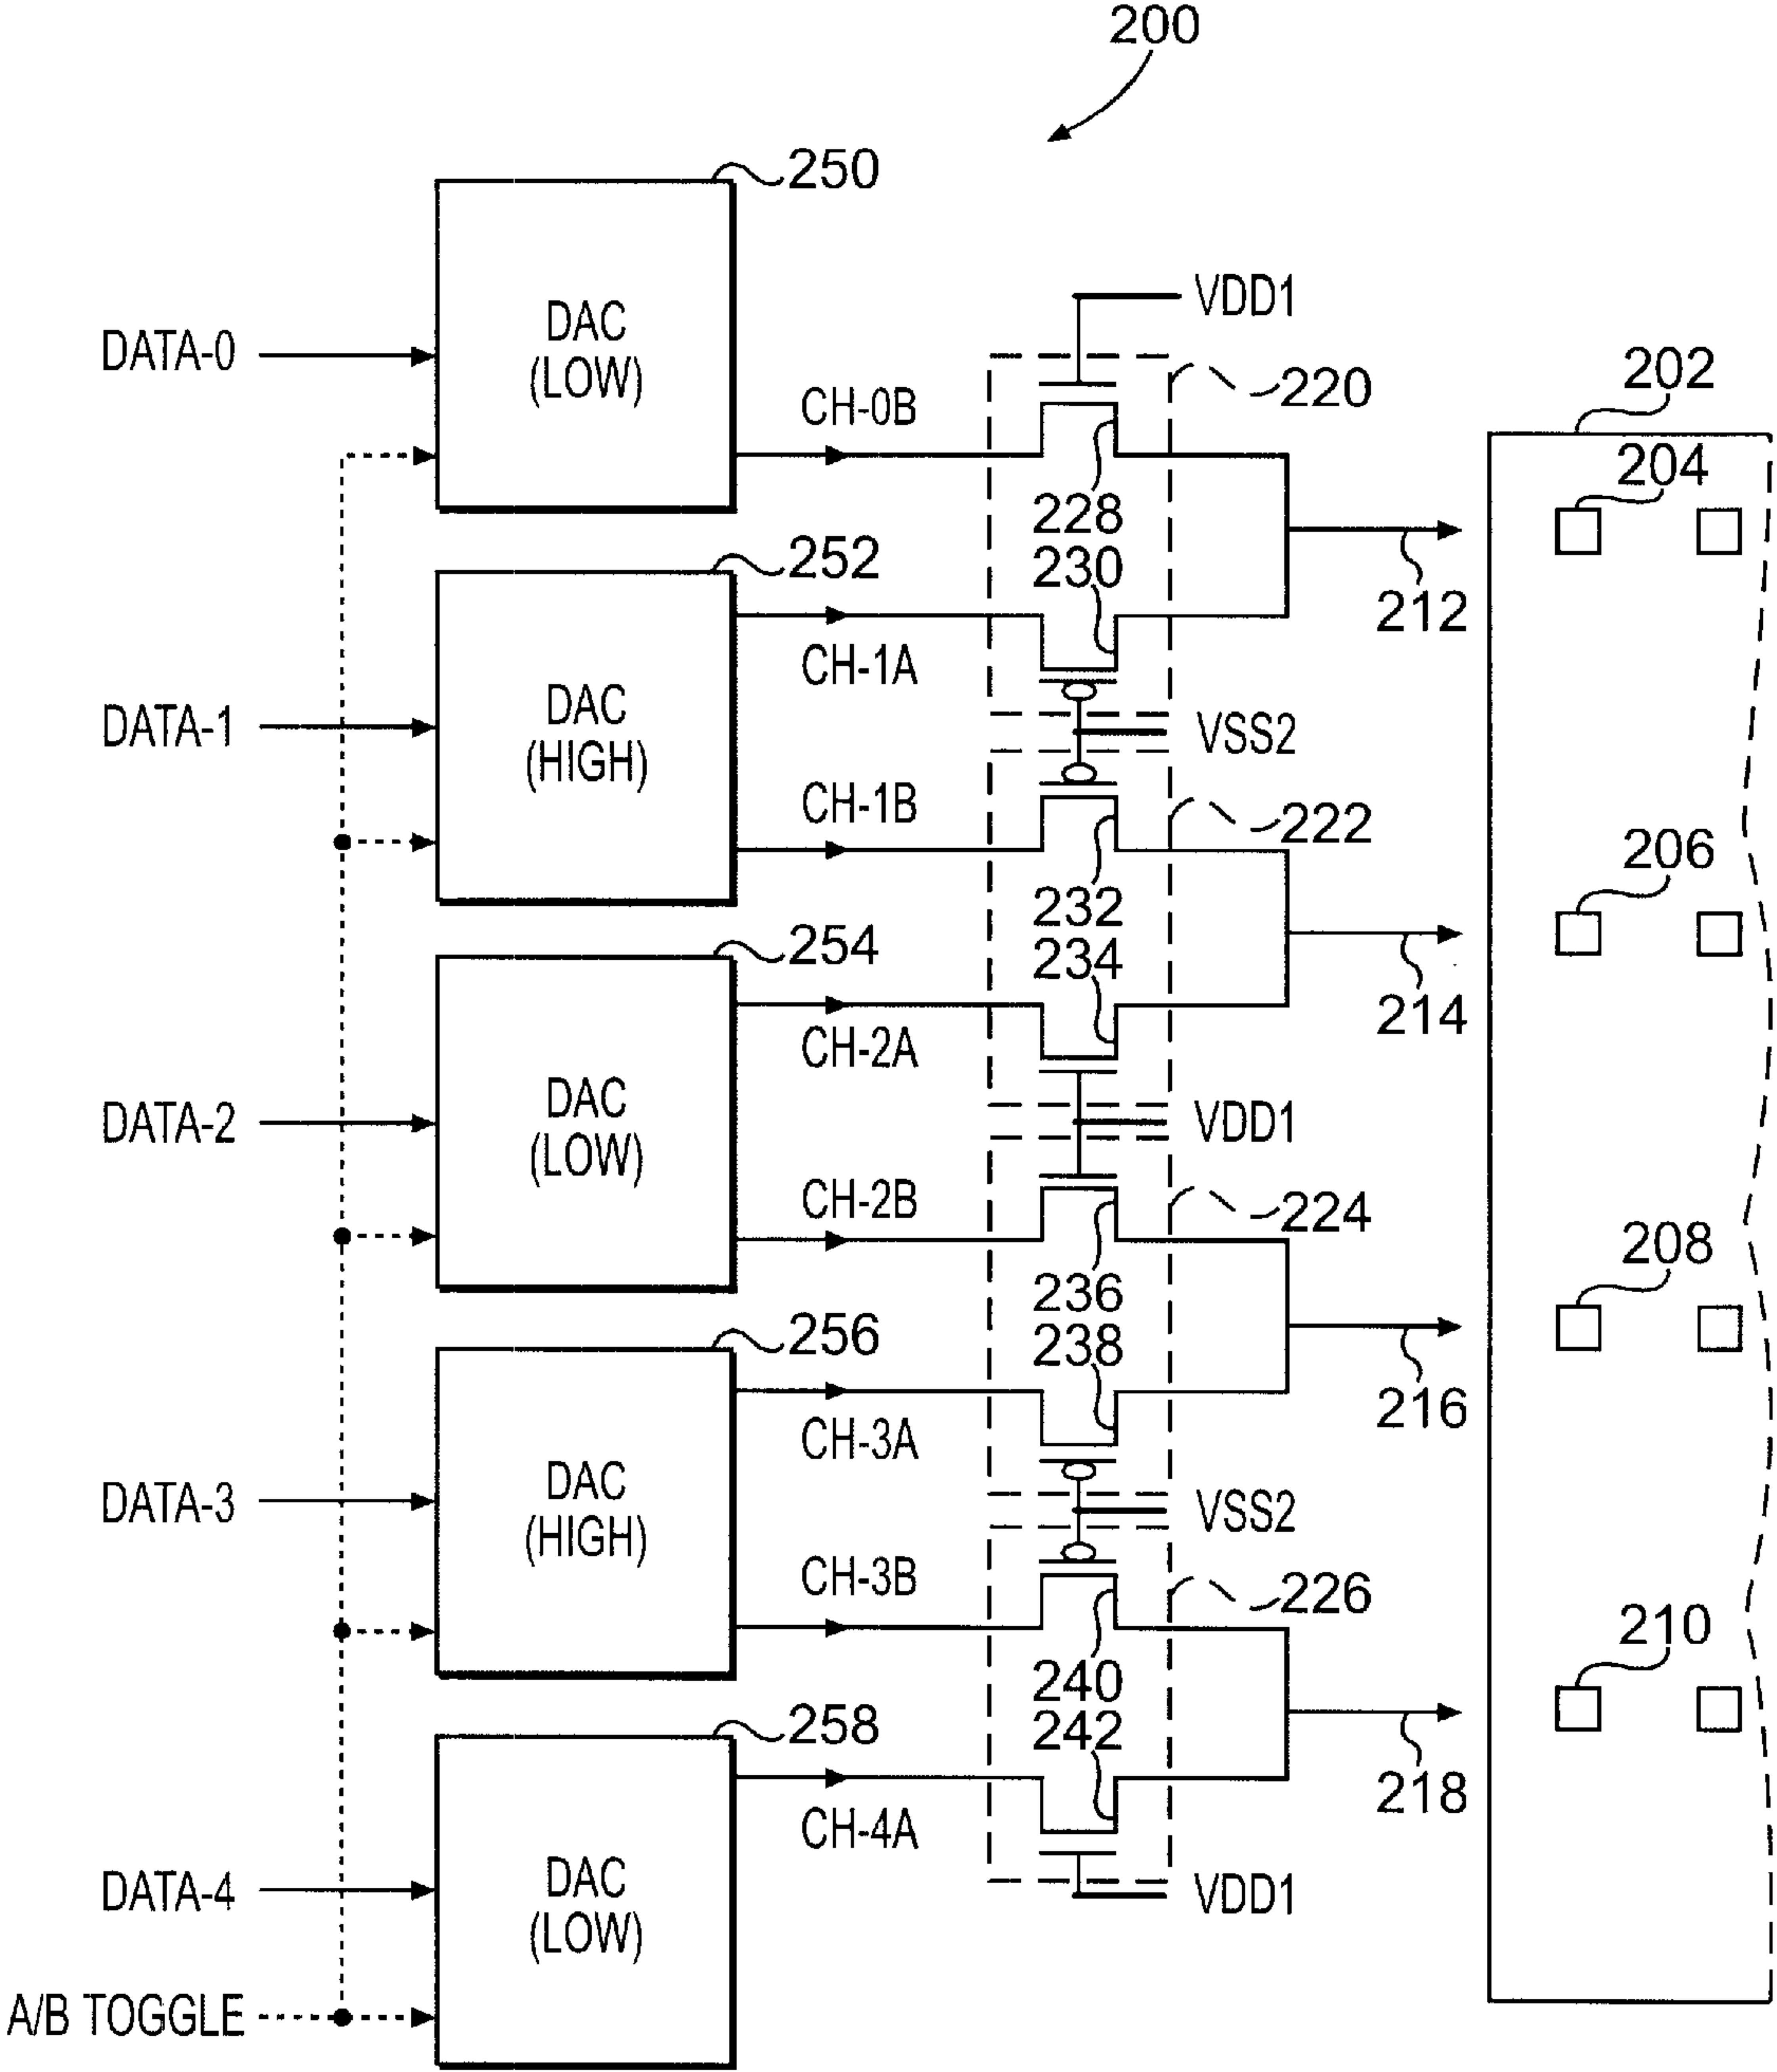 200
250
DAC
(LOW)
DATA-0
VDD1
220
202
CH-0B
204
228
230
212
252
CH-1A
DAC
(HIGH)
DATA-1
VSS2
CH-1B
222
206
232
234
214
254
CH-2A
DAC
(LOW)
DATA-2
VDD1
CH-2B
224
208
236
238
216
256
CH-3A
DAC
(HIGH)
DATA-3
VSS2
CH-3B
226
210
240
242
218
258
CH-4A
DAC
(LOW)
DATA-4
VDD1
A/B TOGGLE